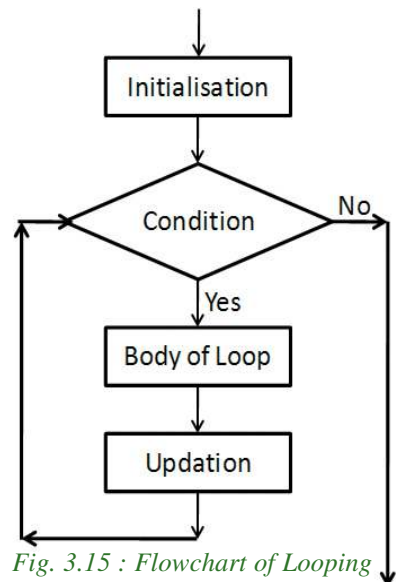 Initialisation
Condition
No
Yes
Body of Loop
Updation
Fig. 3.15 : Flowchart of Looping